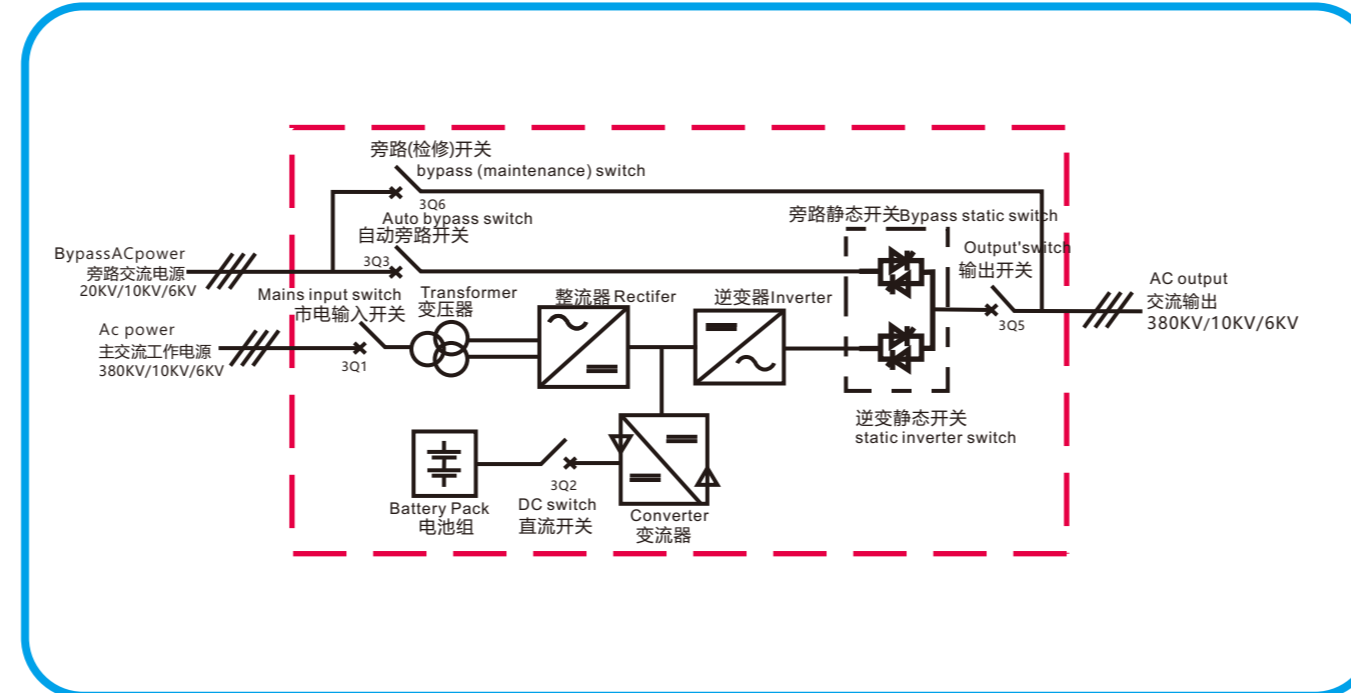 旁路(检修)开关
bypass (maintenance) switch
3Q6
Auto bypass switch
自动旁路开关
3Q3
旁路静态开关Bypass static switch
BypassACpower
旁路交流电源
20KV/10KV/6KV
Output'switch
输出开关
3Q5
AC output
交流输出
380KV/10KV/6KV
Mains input switch
市电输入开关
3Q1
Transformer
变压器
整流器 Rectifer
逆变器Inverter
Ac power
主交流工作电源
380KV/10KV/6KV
逆变静态开关
static inverter switch
Battery Pack
电池组
3Q2
DC switch
直流开关
Converter
变流器